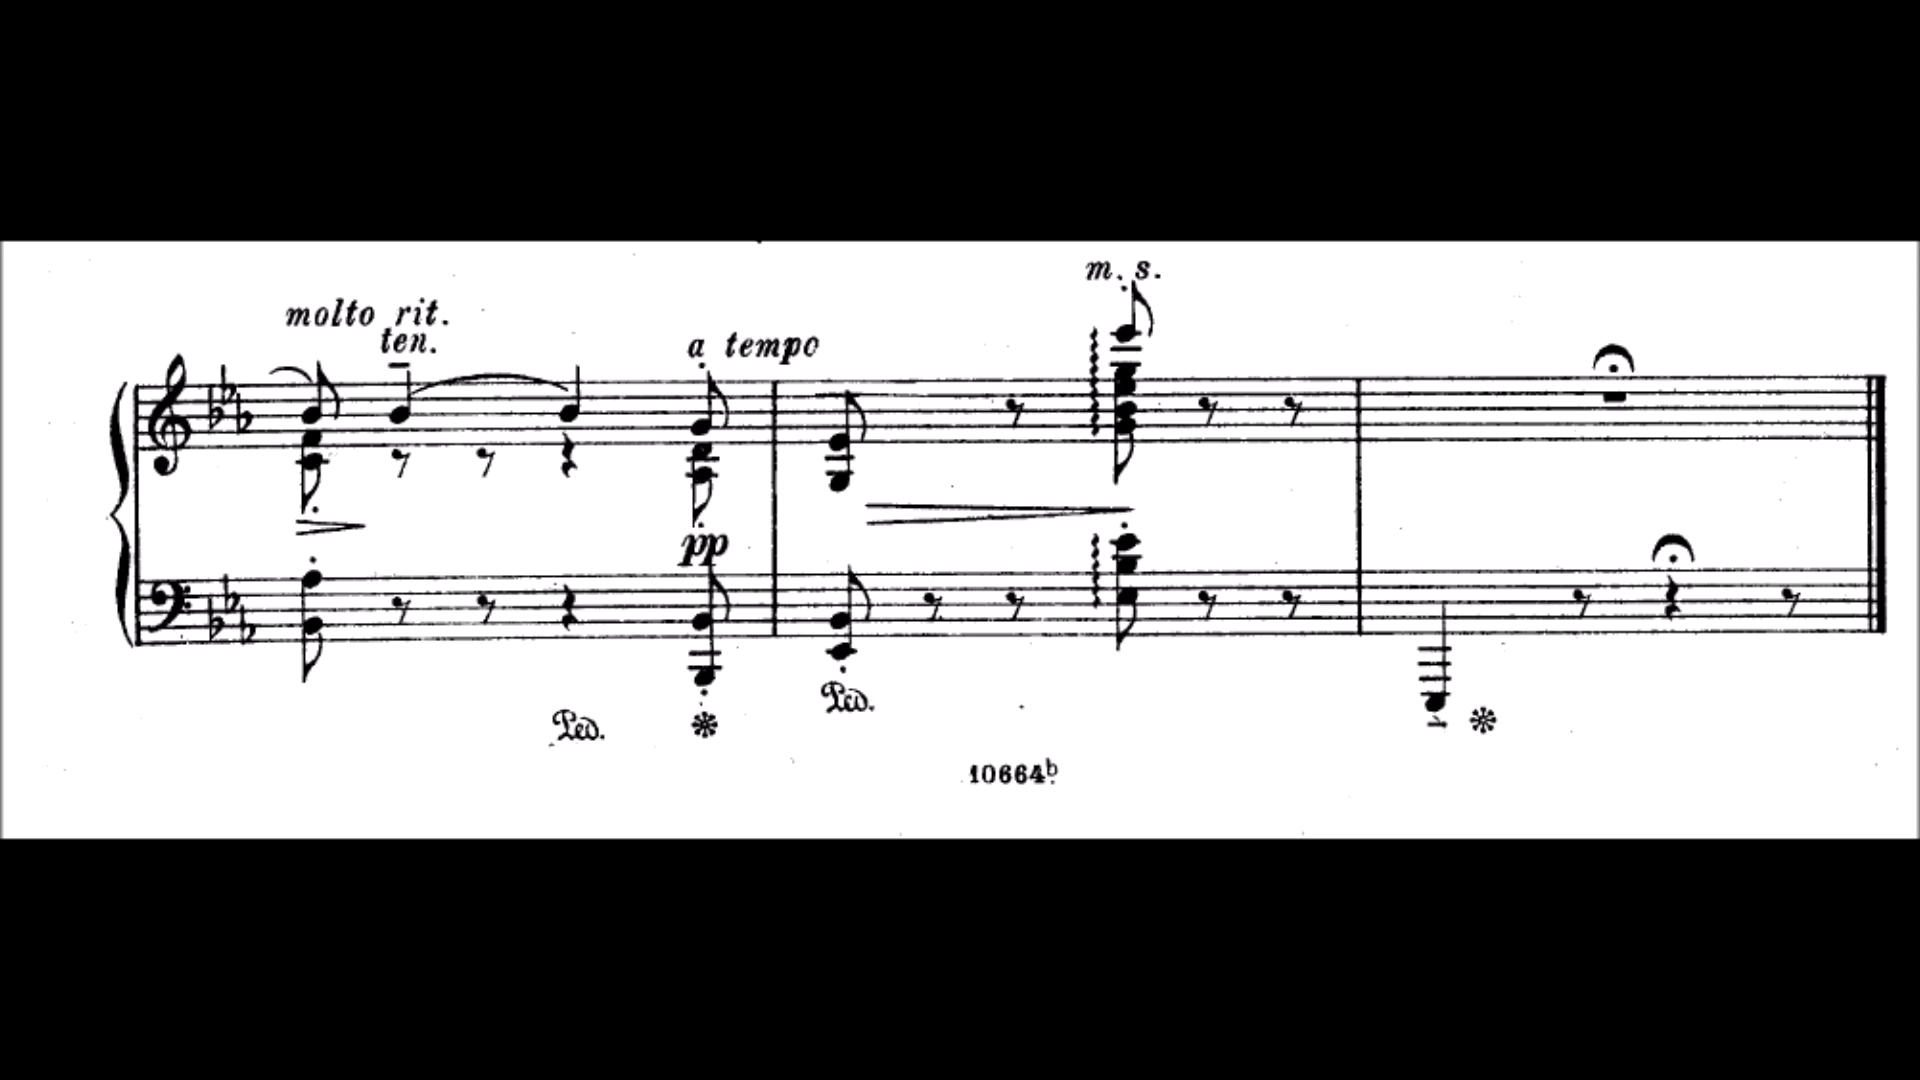 m. s.
molto rit.
ten.
a tempo
pp
Ped.
Ped.
10664b.